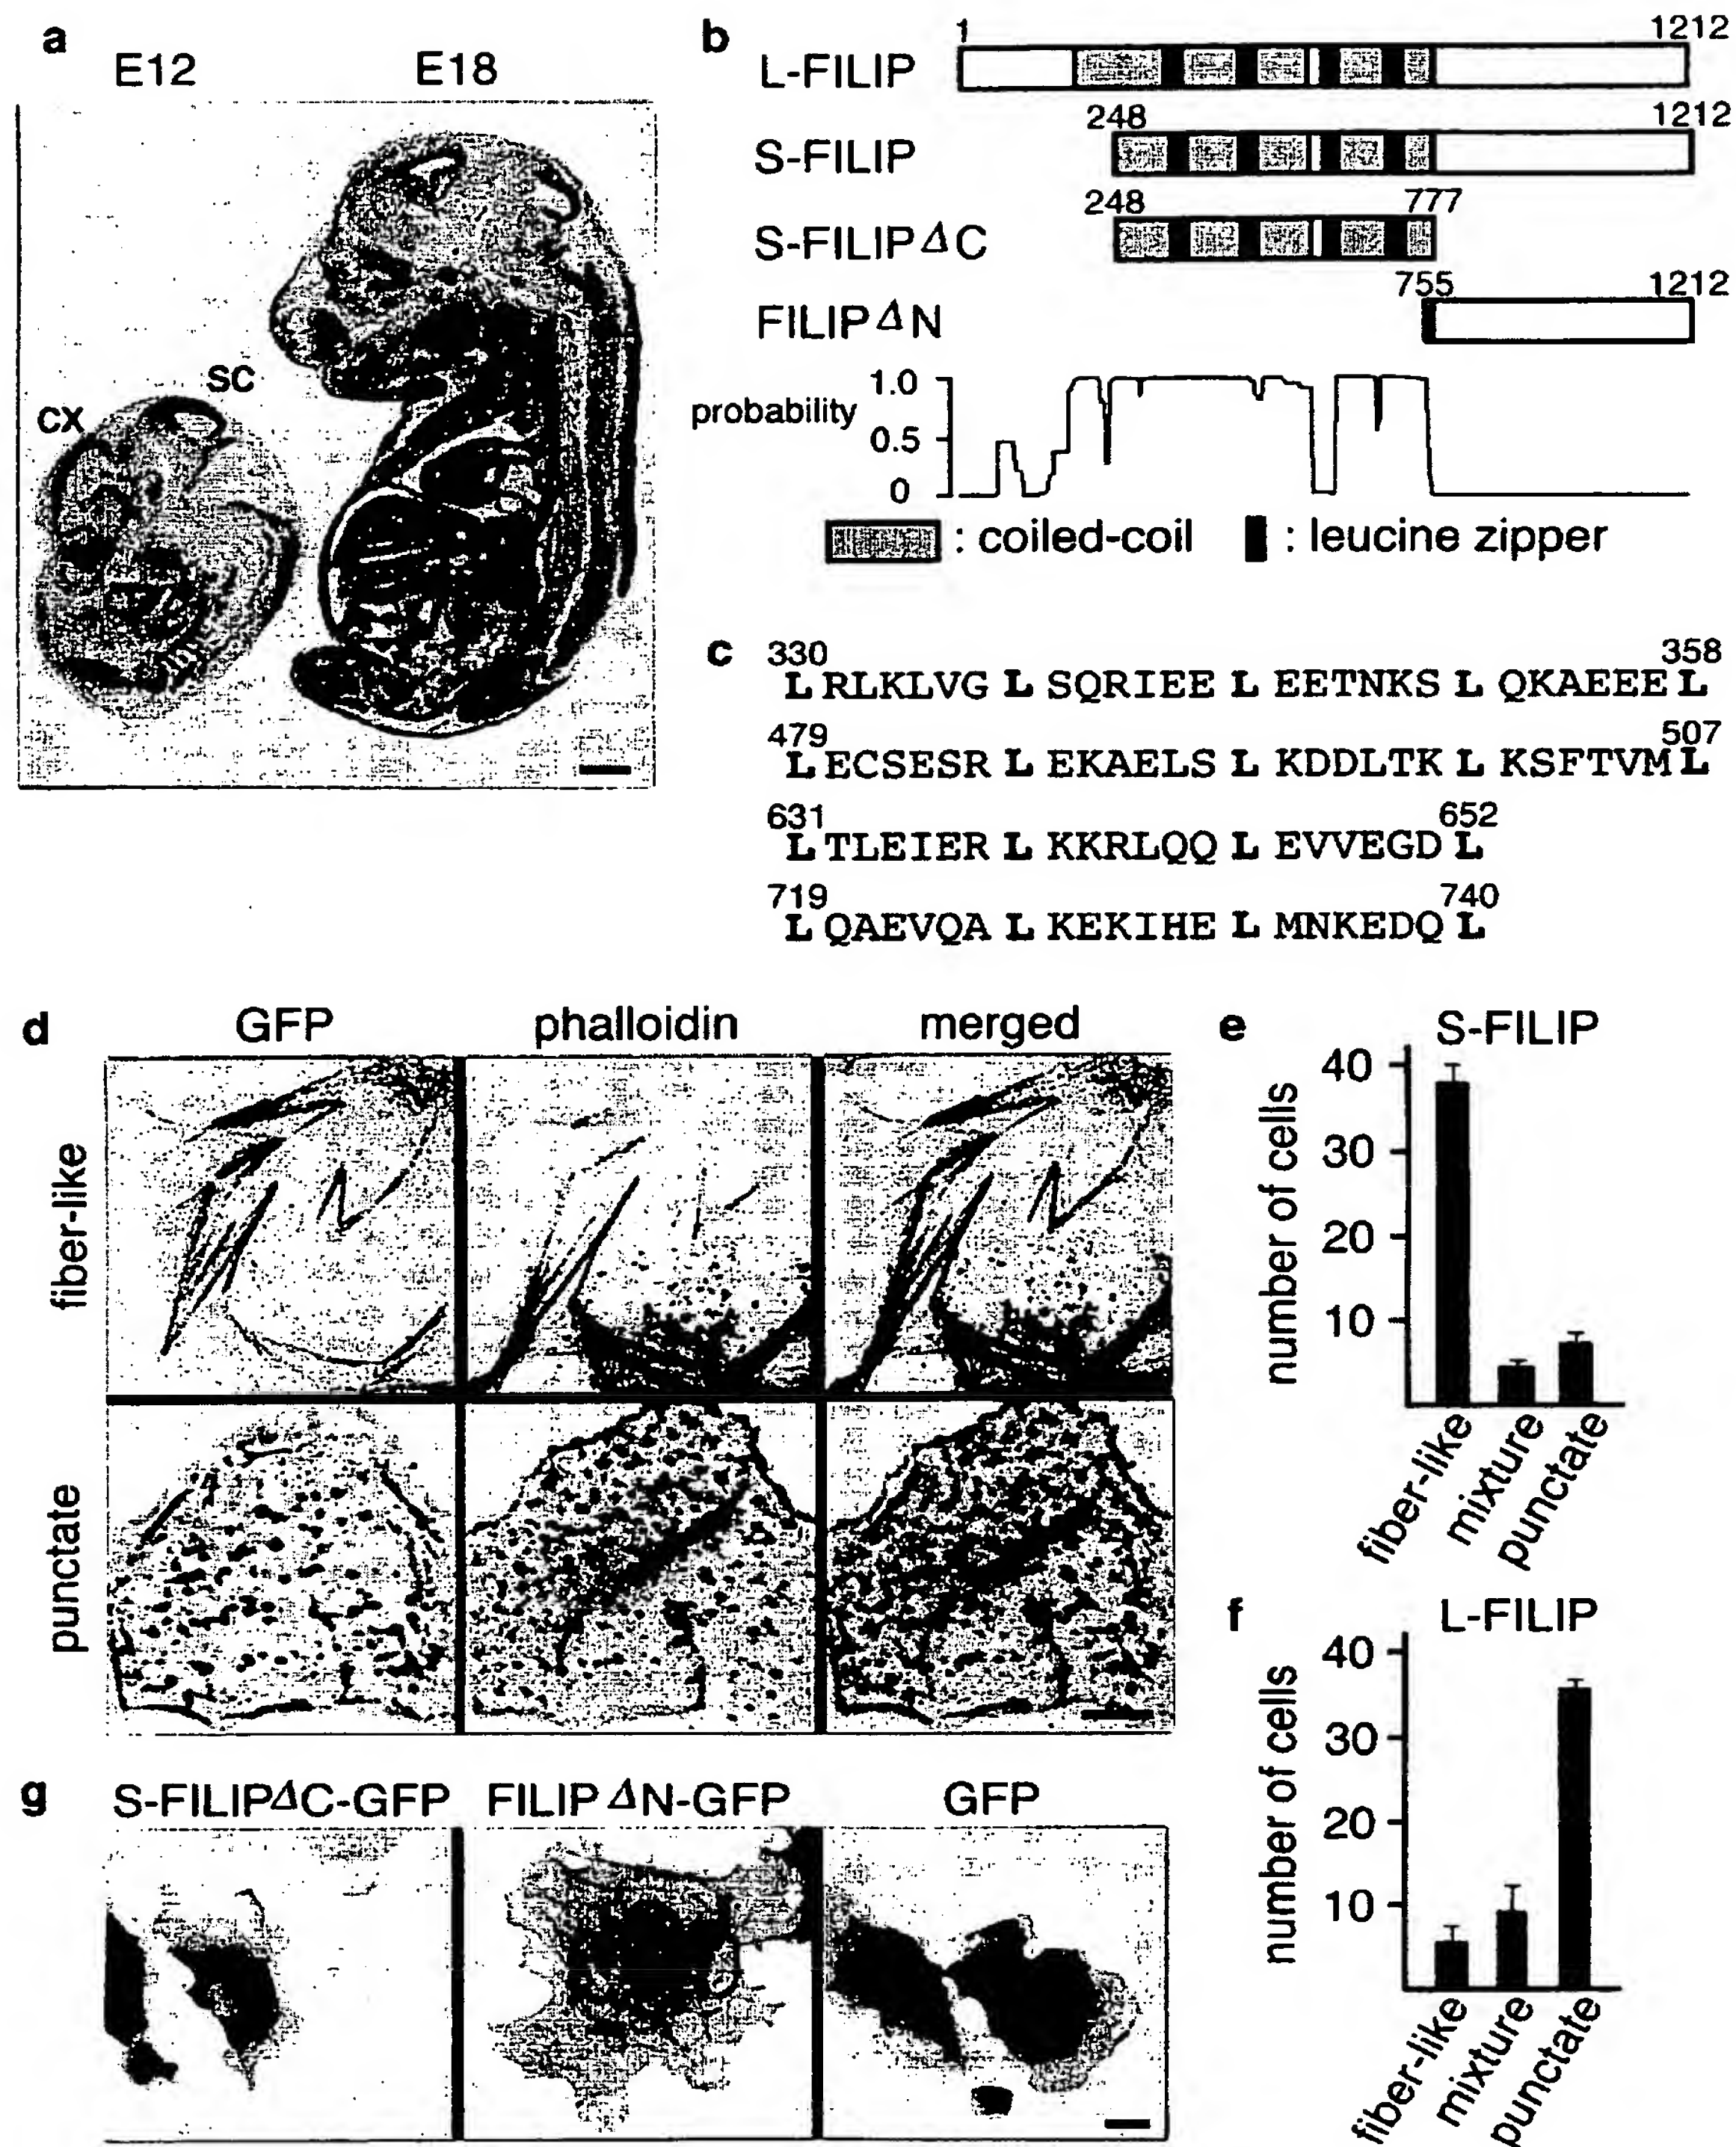 a
E12 E18
SC
CX
b
1 1212
L-FILIP
248 1212
S-FILIP
248 777
S-FILIPΔC
755 1212
FILIPΔN
probability
1.0
0.5
0
: coiled-coil : leucine zipper
c
330 358
L RLKLVG L SQRIEE L EETNKS L QKAEEE L
479 507
L ECSESR L EKAELS L KDDLTK L KSFTVM L
631 652
L TLEIER L KKRLQQ L EVVEGD L
719 740
L QAEVQA L KEKIHE L MNKEDQ L
d
GFP phalloidin merged
fiber-like
punctate
e
S-FILIP
number of cells
40
30
20
10
fiber-like
mixture
punctate
f
L-FILIP
number of cells
40
30
20
10
fiber-like
mixture
punctate
g
S-FILIPΔC-GFP FILIPΔN-GFP GFP